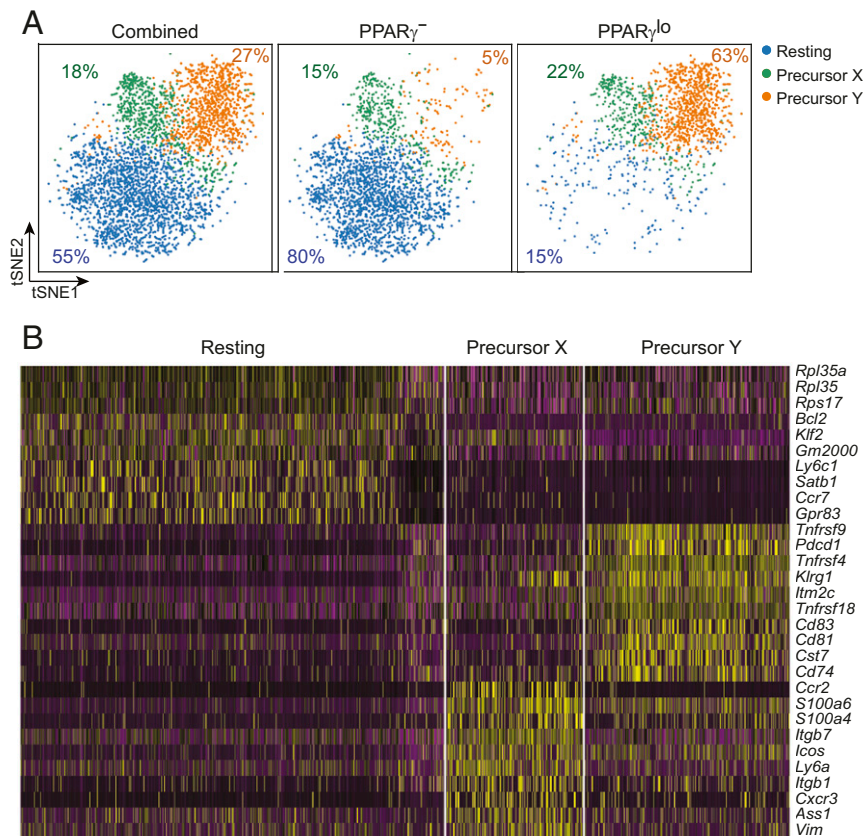 A
Combined
PPARγ⁻
PPARγ^lo
18%
27%
55%
15%
5%
80%
22%
63%
15%
Resting
Precursor X
Precursor Y
tSNE2
tSNE1
B
Resting
Precursor X
Precursor Y
Rpl35a
Rpl35
Rps17
Bcl2
Klf2
Gm2000
Ly6c1
Satb1
Ccr7
Gpr83
Tnfrsf9
Pdcd1
Tnfrsf4
Klrg1
Itm2c
Tnfrsf18
Cd83
Cd81
Cst7
Cd74
Ccr2
S100a6
S100a4
Itgb7
Icos
Ly6a
Itgb1
Cxcr3
Ass1
Vim